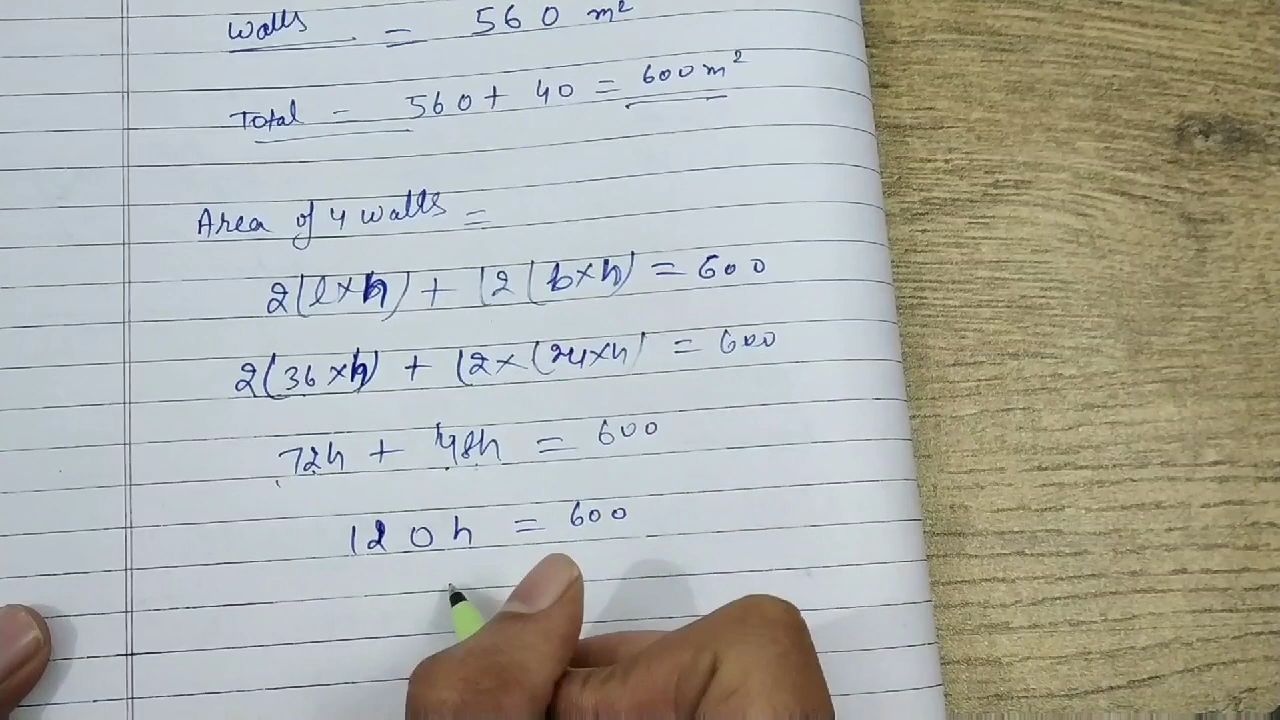 Walls = 560 m²
Total = 560 + 40 = 600 m²
Area of 4 walls =
2(l×h) + (2(b×h) = 600
2(36×h) + (2×(24×h) = 600
72h + 48h = 600
120h = 600